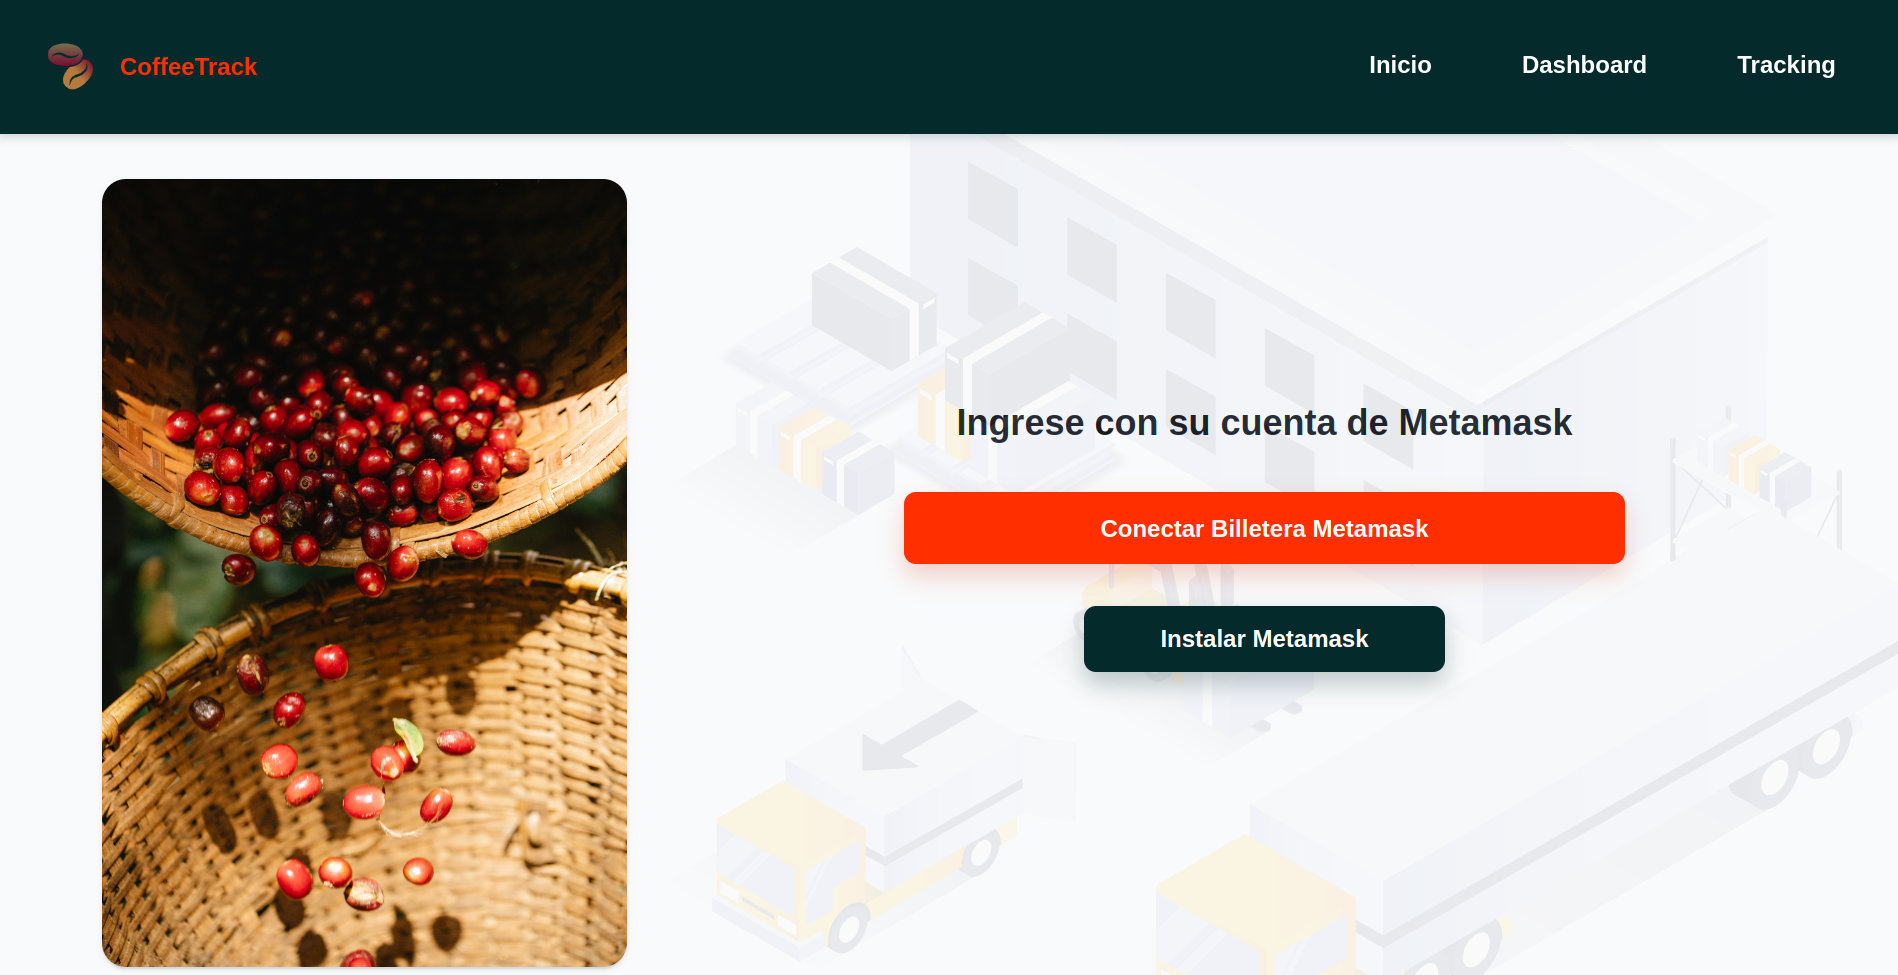 CoffeeTrack
Inicio
Dashboard
Tracking
Ingrese con su cuenta de Metamask
Conectar Billetera Metamask
Instalar Metamask